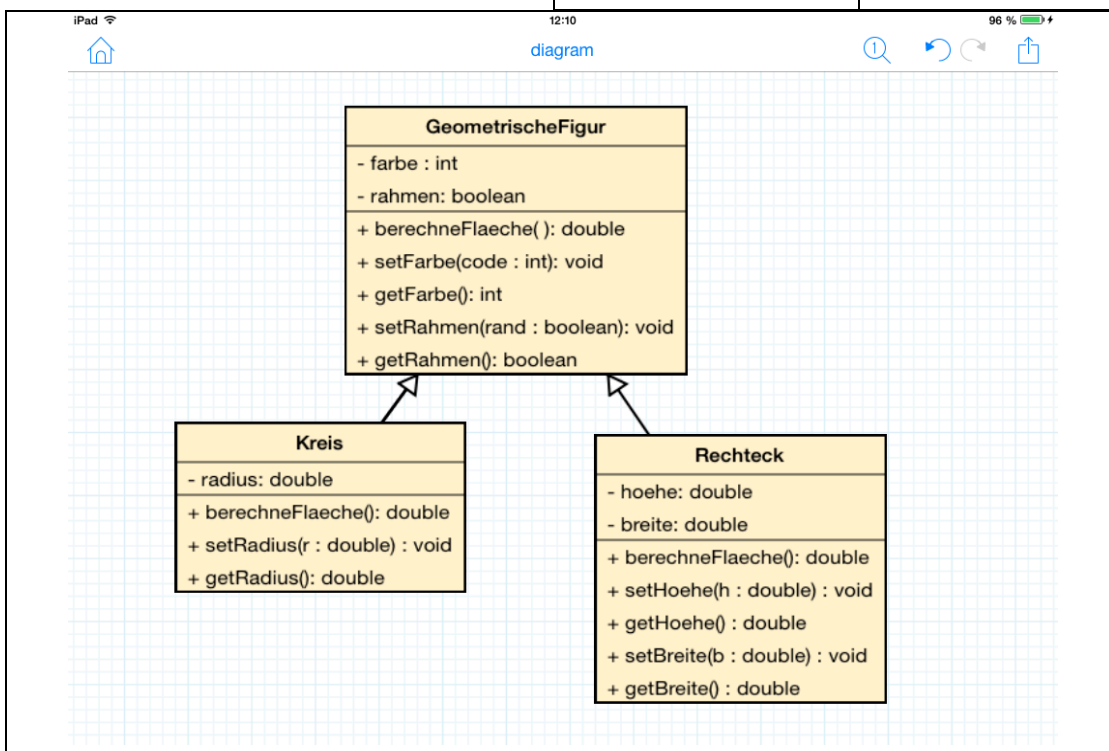 iPad 12:10 96 %
diagram
1
GeometrischeFigur
- farbe : int
- rahmen: boolean
+ berechneFlaeche( ): double
+ setFarbe(code : int): void
+ getFarbe(): int
+ setRahmen(rand : boolean): void
+ getRahmen(): boolean
Kreis
- radius: double
+ berechneFlaeche(): double
+ setRadius(r : double) : void
+ getRadius(): double
Rechteck
- hoehe: double
- breite: double
+ berechneFlaeche(): double
+ setHoehe(h : double) : void
+ getHoehe() : double
+ setBreite(b : double) : void
+ getBreite() : double